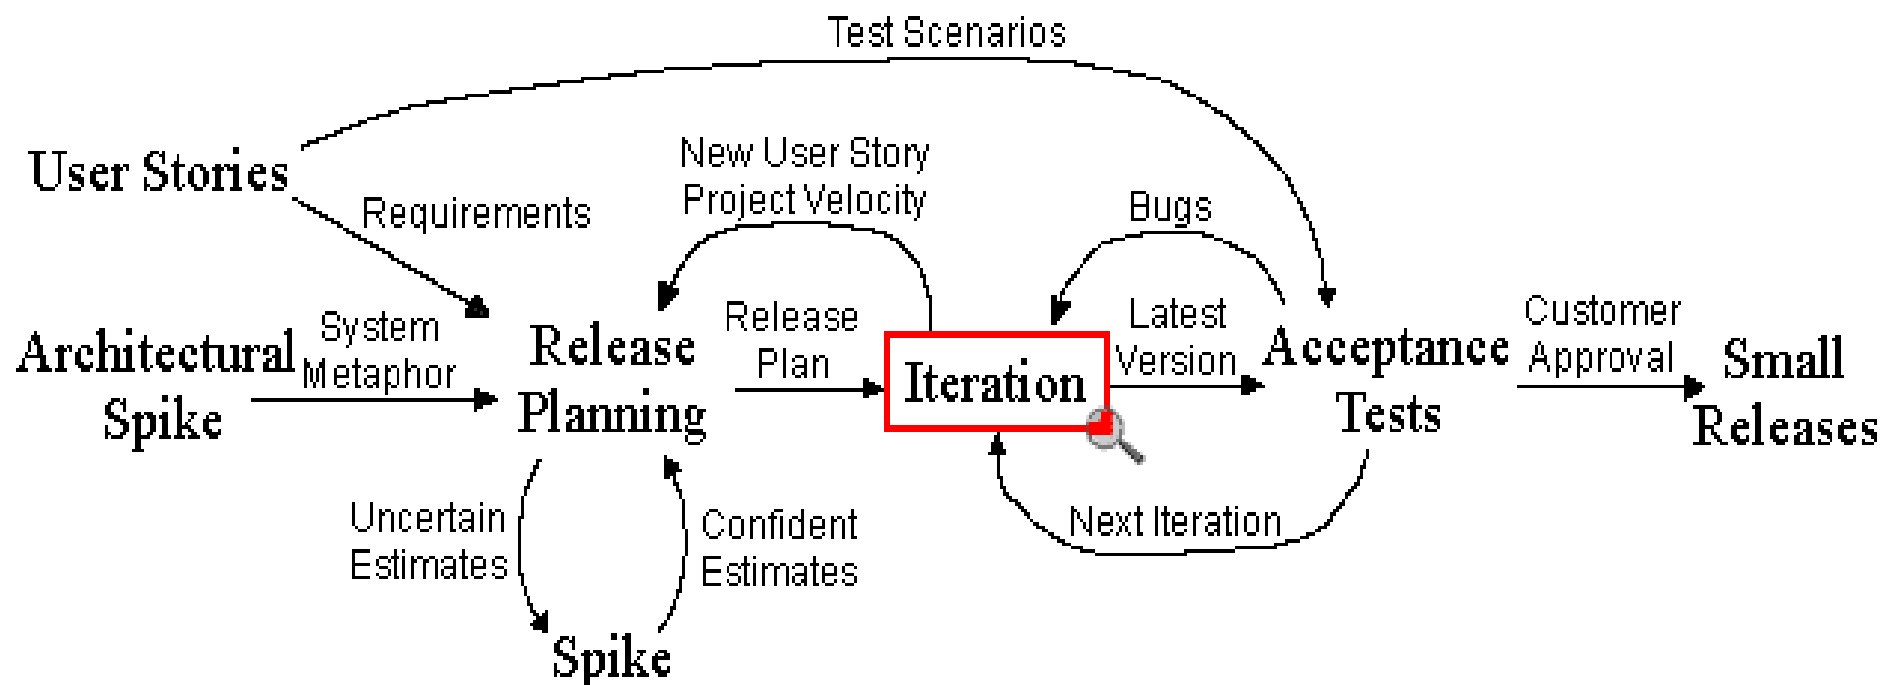 Test Scenarios
User Stories
New User Story
Project Velocity
Requirements
Bugs
Architectural
Spike
System
Metaphor
Release
Planning
Release
Plan
Iteration
Latest
Version
Acceptance
Tests
Customer
Approval
Small
Releases
Uncertain
Estimates
Confident
Estimates
Next Iteration
Spike